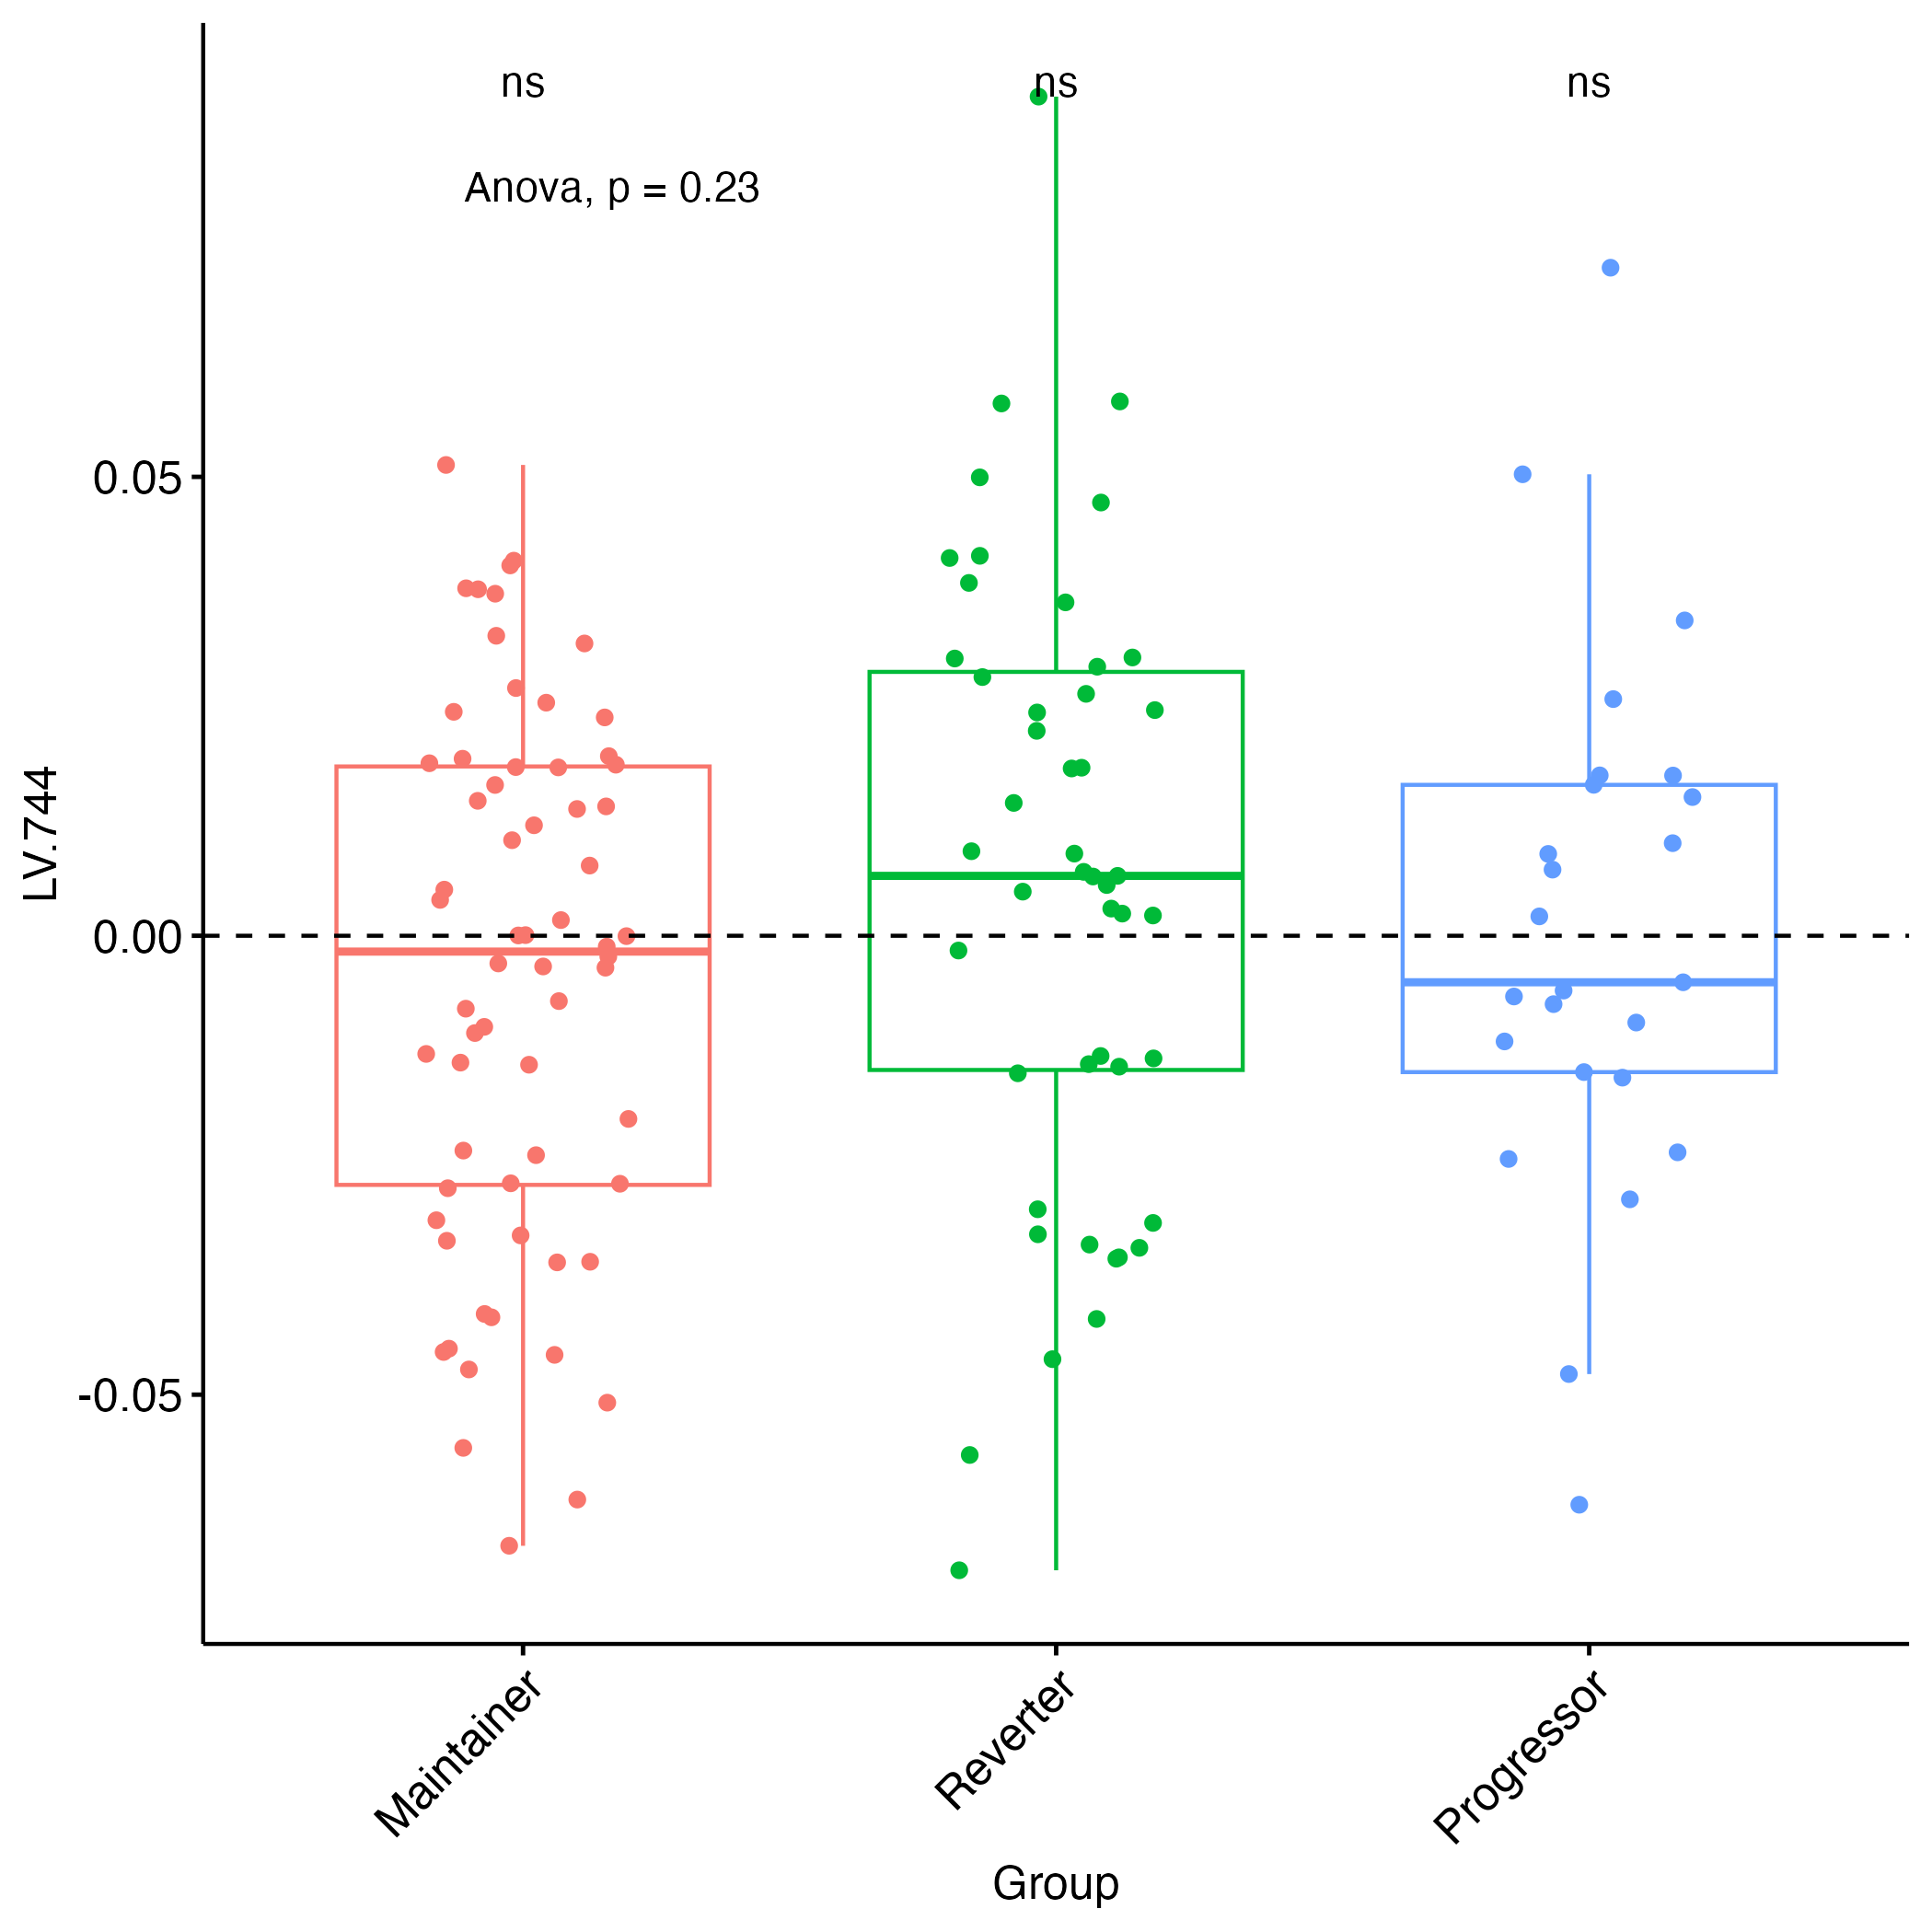 ns ns ns
Anova, p = 0.23
LV.744
0.05
0.00
-0.05
Maintainer Reverter Progressor
Group